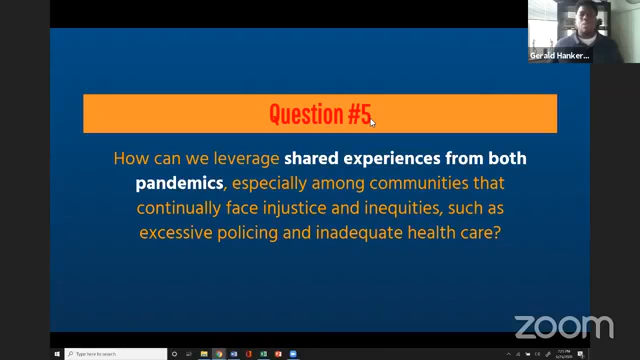 Gerald Hanker...
Question #5
How can we leverage shared experiences from both
pandemics, especially among communities that
continually face injustice and inequities, such as
excessive policing and inadequate health care?
zoom
Type here to search